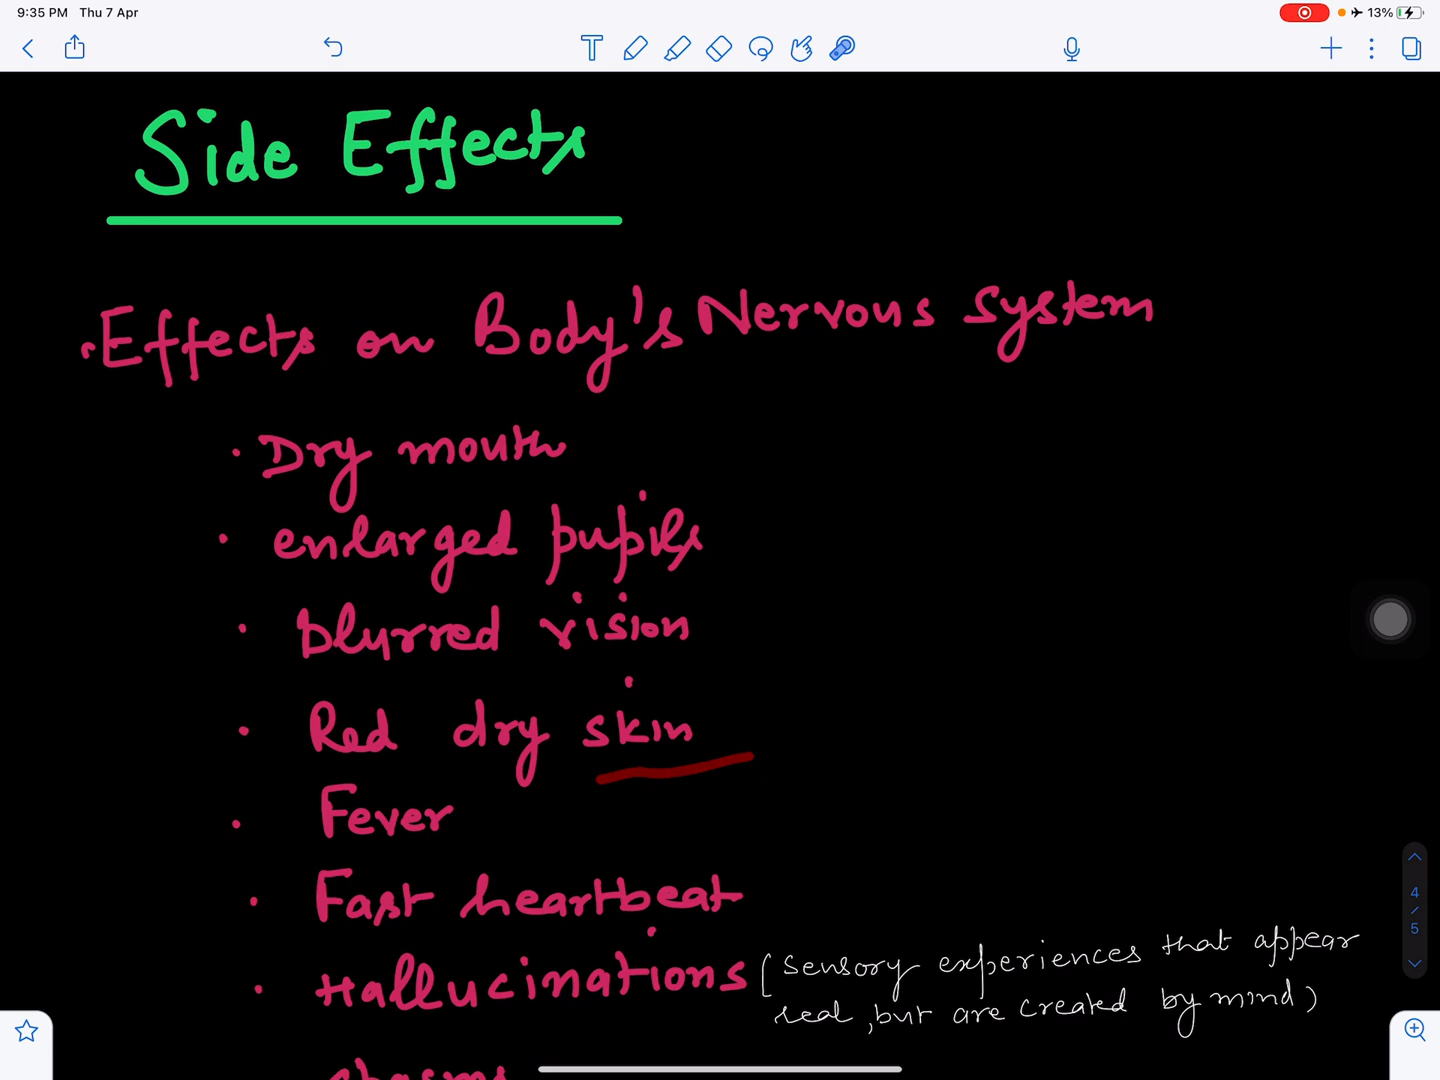 9:35 PM Thu 7 Apr
13%
Side Effects
. Effects on Body's Nervous System
. Dry mouth
. enlarged pupils
. blurred vision
. Red dry skin
. Fever
. Fast heartbeat
. Hallucinations (sensory experiences that appear
real, but are created by mind)
4
/
5